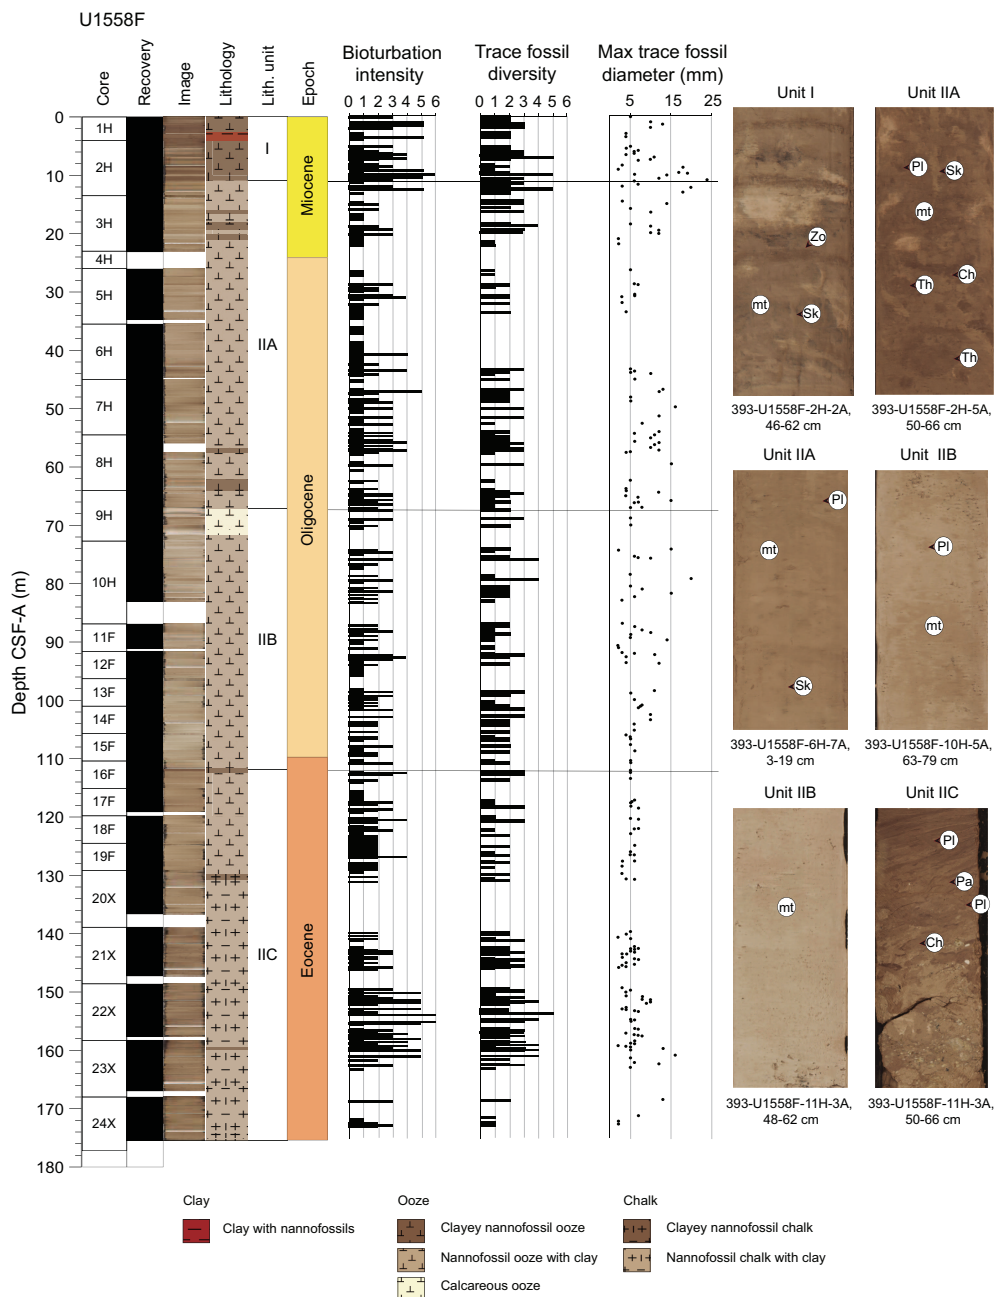 U1558F
Core
Recovery
Image
Lithology
Lith. unit
Epoch
Bioturbation
intensity
0 1 2 3 4 5 6
Trace fossil
diversity
0 1 2 3 4 5 6
Max trace fossil
diameter (mm)
5 15 25
Depth CSF-A (m)
0
10
20
30
40
50
60
70
80
90
100
110
120
130
140
150
160
170
180
1H
2H
3H
4H
5H
6H
7H
8H
9H
10H
11F
12F
13F
14F
15F
16F
17F
18F
19F
20X
21X
22X
23X
24X
I
IIA
IIB
IIC
Miocene
Oligocene
Eocene
Unit I
Zo
mt
Sk
393-U1558F-2H-2A,
46-62 cm
Unit IIA
Pl
Sk
mt
Ch
Th
Th
393-U1558F-2H-5A,
50-66 cm
Unit IIA
Pl
mt
Sk
393-U1558F-6H-7A,
3-19 cm
Unit IIB
Pl
mt
393-U1558F-10H-5A,
63-79 cm
Unit IIB
mt
393-U1558F-11H-3A,
48-62 cm
Unit IIC
Pl
Pa
Pl
Ch
393-U1558F-11H-3A,
50-66 cm
Clay
Clay with nannofossils
Ooze
Clayey nannofossil ooze
Nannofossil ooze with clay
Calcareous ooze
Chalk
Clayey nannofossil chalk
Nannofossil chalk with clay